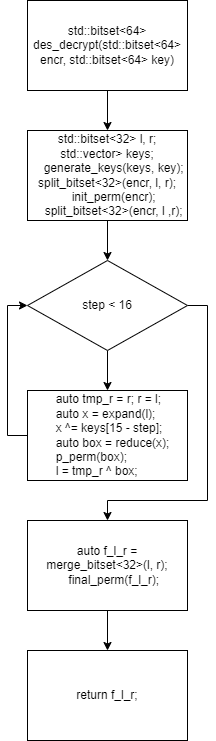 std::bitset<64>
des_decrypt(std::bitset<64>
encr, std::bitset<64> key)
std::bitset<32> l, r;
std::vector> keys;
generate_keys(keys, key);
split_bitset<32>(encr, l, r);
init_perm(encr);
split_bitset<32>(encr, l ,r);
step < 16
auto tmp_r = r; r = l;
auto x = expand(l);
x ^= keys[15 - step];
auto box = reduce(x);
p_perm(box);
l = tmp_r ^ box;
auto f_l_r =
merge_bitset<32>(l, r);
final_perm(f_l_r);
return f_l_r;